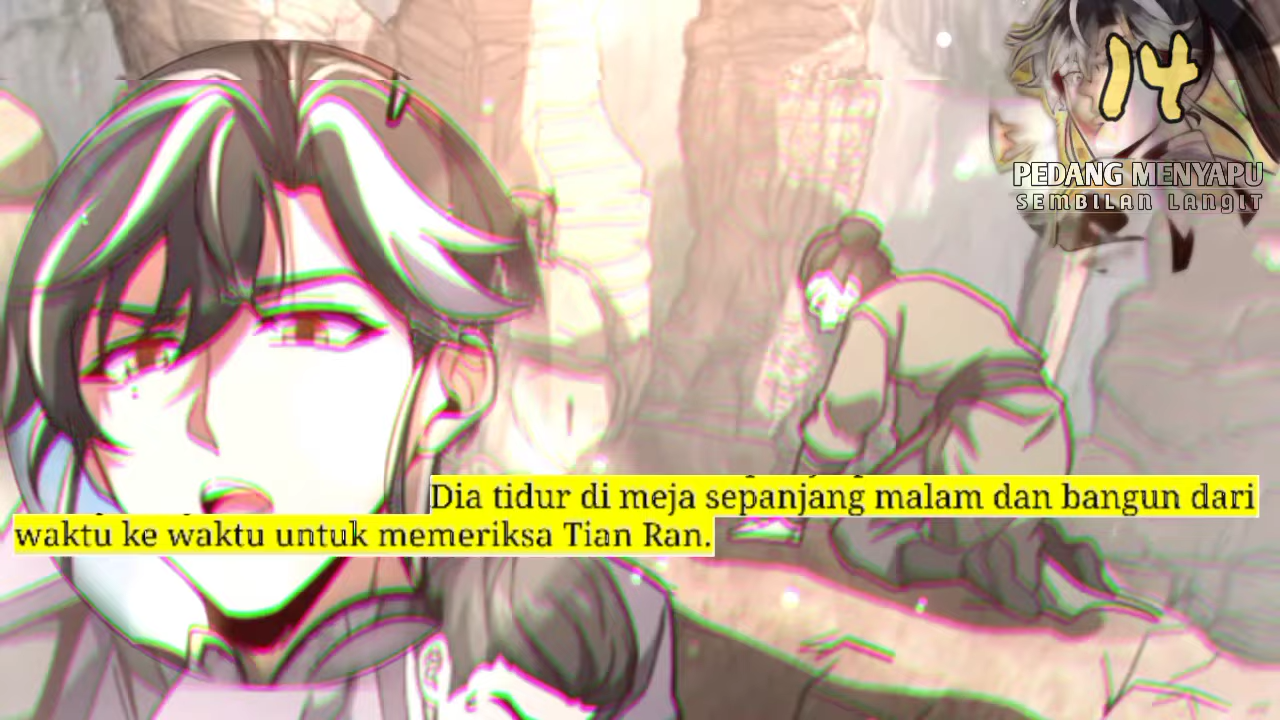 14
PEDANG MENYAPU
SEMBILAN LANGIT
Dia tidur di meja sepanjang malam dan bangun dari
waktu ke waktu untuk memeriksa Tian Ran.